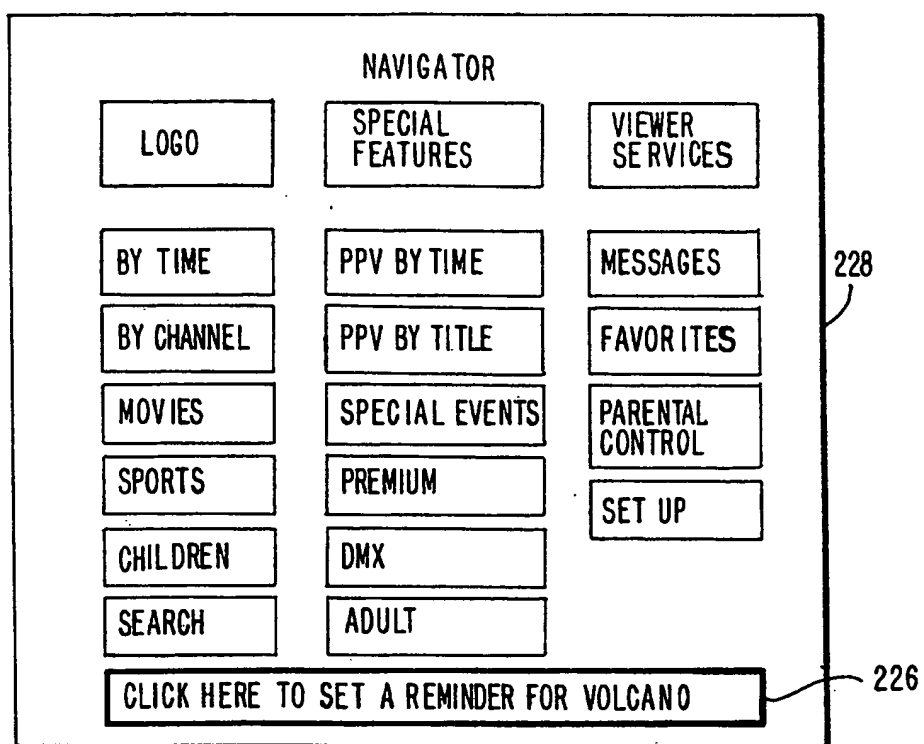 NAVIGATOR
LOGO
SPECIAL
FEATURES
VIEWER
SERVICES
BY TIME
PPV BY TIME
MESSAGES
228
BY CHANNEL
PPV BY TITLE
FAVORITES
MOVIES
SPECIAL EVENTS
PARENTAL
CONTROL
SPORTS
PREMIUM
SET UP
CHILDREN
DMX
SEARCH
ADULT
CLICK HERE TO SET A REMINDER FOR VOLCANO
226